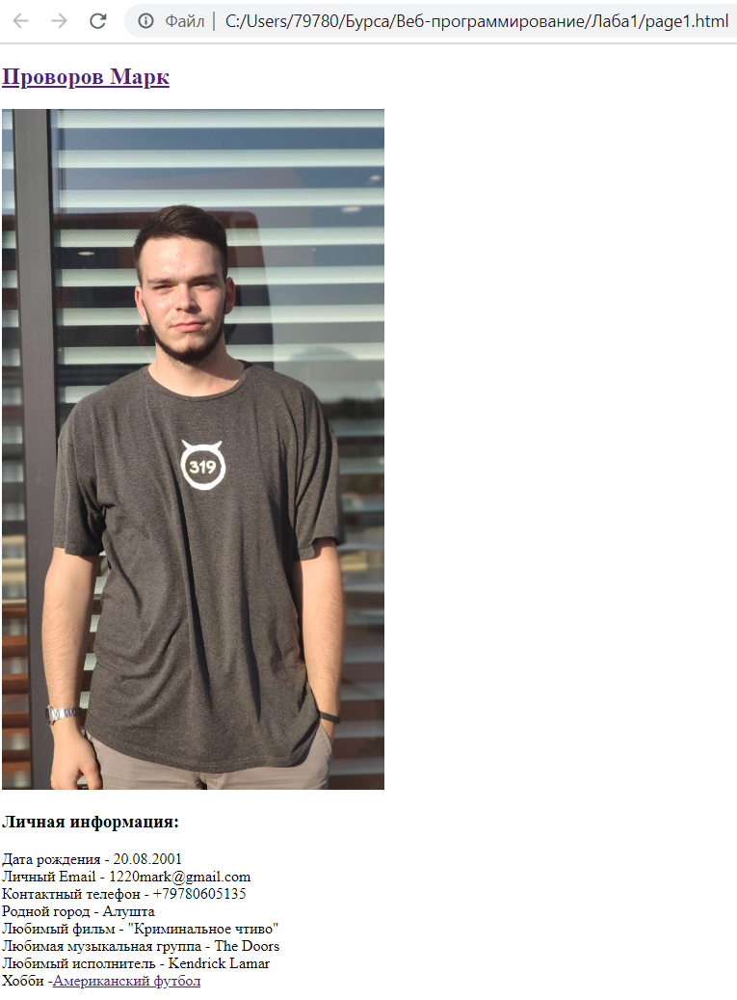 Файл | C:/Users/79780/Бурса/Веб-программирование/Лаба1/page1.html
Проворов Марк
319
Личная информация:
Дата рождения - 20.08.2001
Личный Email - 1220mark@gmail.com
Контактный телефон - +79780605135
Родной город - Алушта
Любимый фильм - "Криминальное чтиво"
Любимая музыкальная группа - The Doors
Любимый исполнитель - Kendrick Lamar
Хобби -Американский футбол